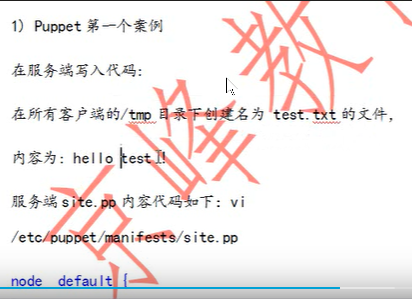 1) Puppet 第一个案例
在服务端写入代码:
在所有客户端的/tmp 目录下创建名为 test.txt 的文件,
内容为: hello test!
服务端 site.pp 内容代码如下: vi
/etc/puppet/manifests/site.pp
node default {
京峰教